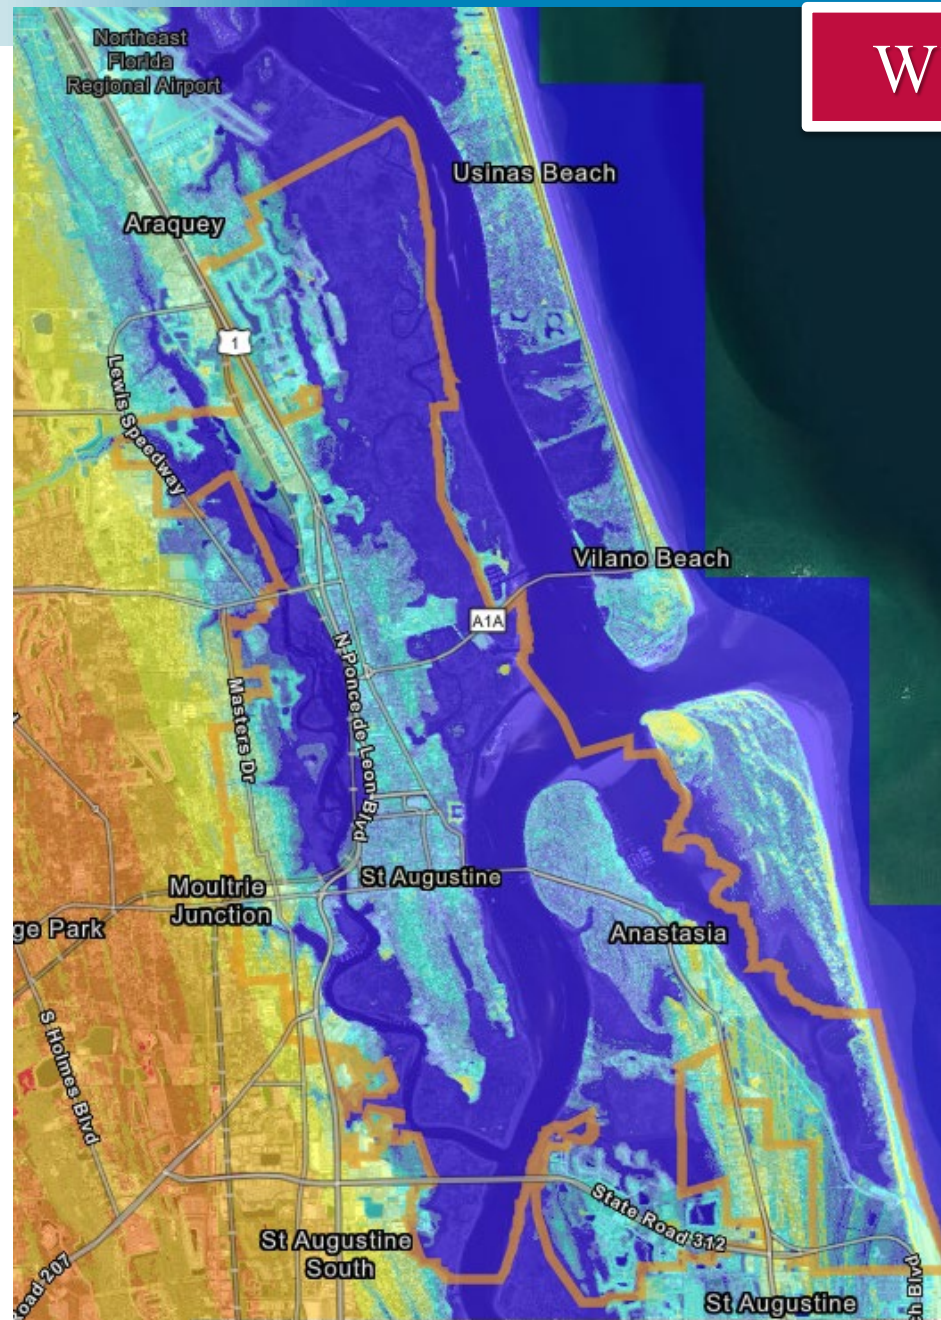 W
Northeast
Florida
Regional Airport
Usinas Beach
Araquey
1
Lewis Speedway
Vilano Beach
A1A
N Ponce de Leon Blvd
Masters Dr
Moultrie
Junction
St Augustine
ge Park
Anastasia
S Holmes Blvd
State Road 312
St Augustine
South
oad 207
ch Blvd
St Augustine